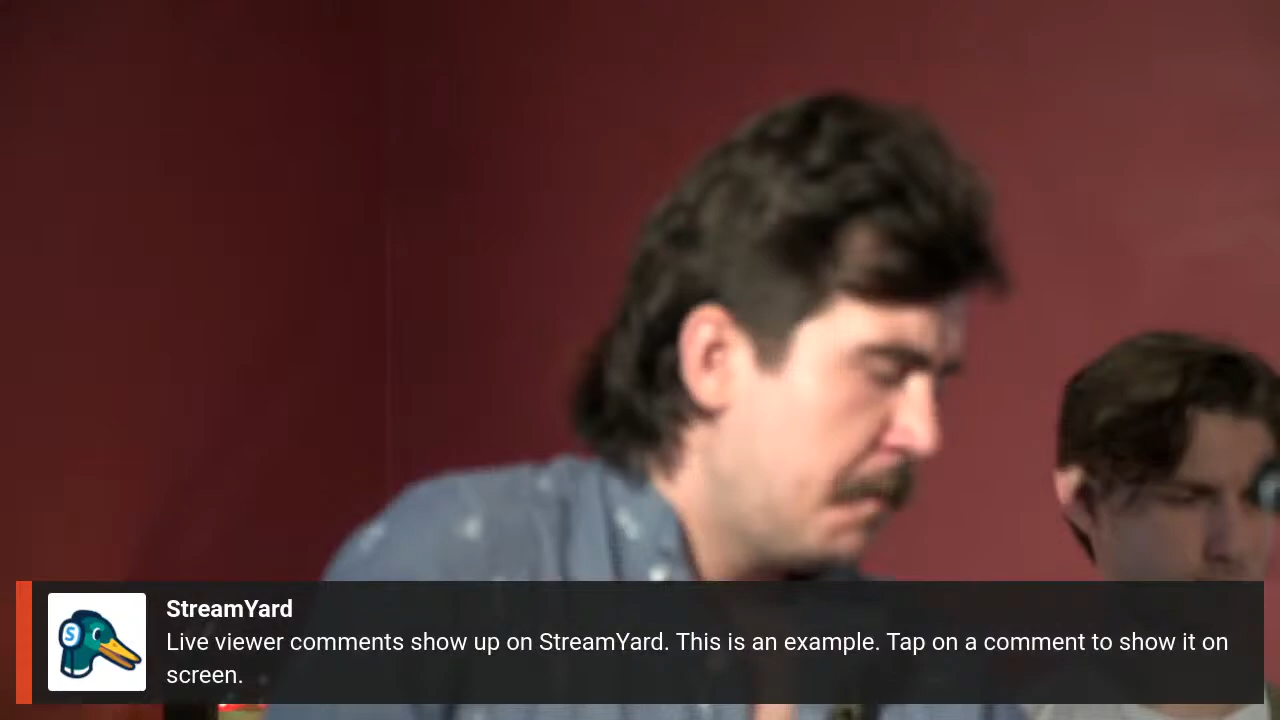 S
StreamYard
Live viewer comments show up on StreamYard. This is an example. Tap on a comment to show it on
screen.